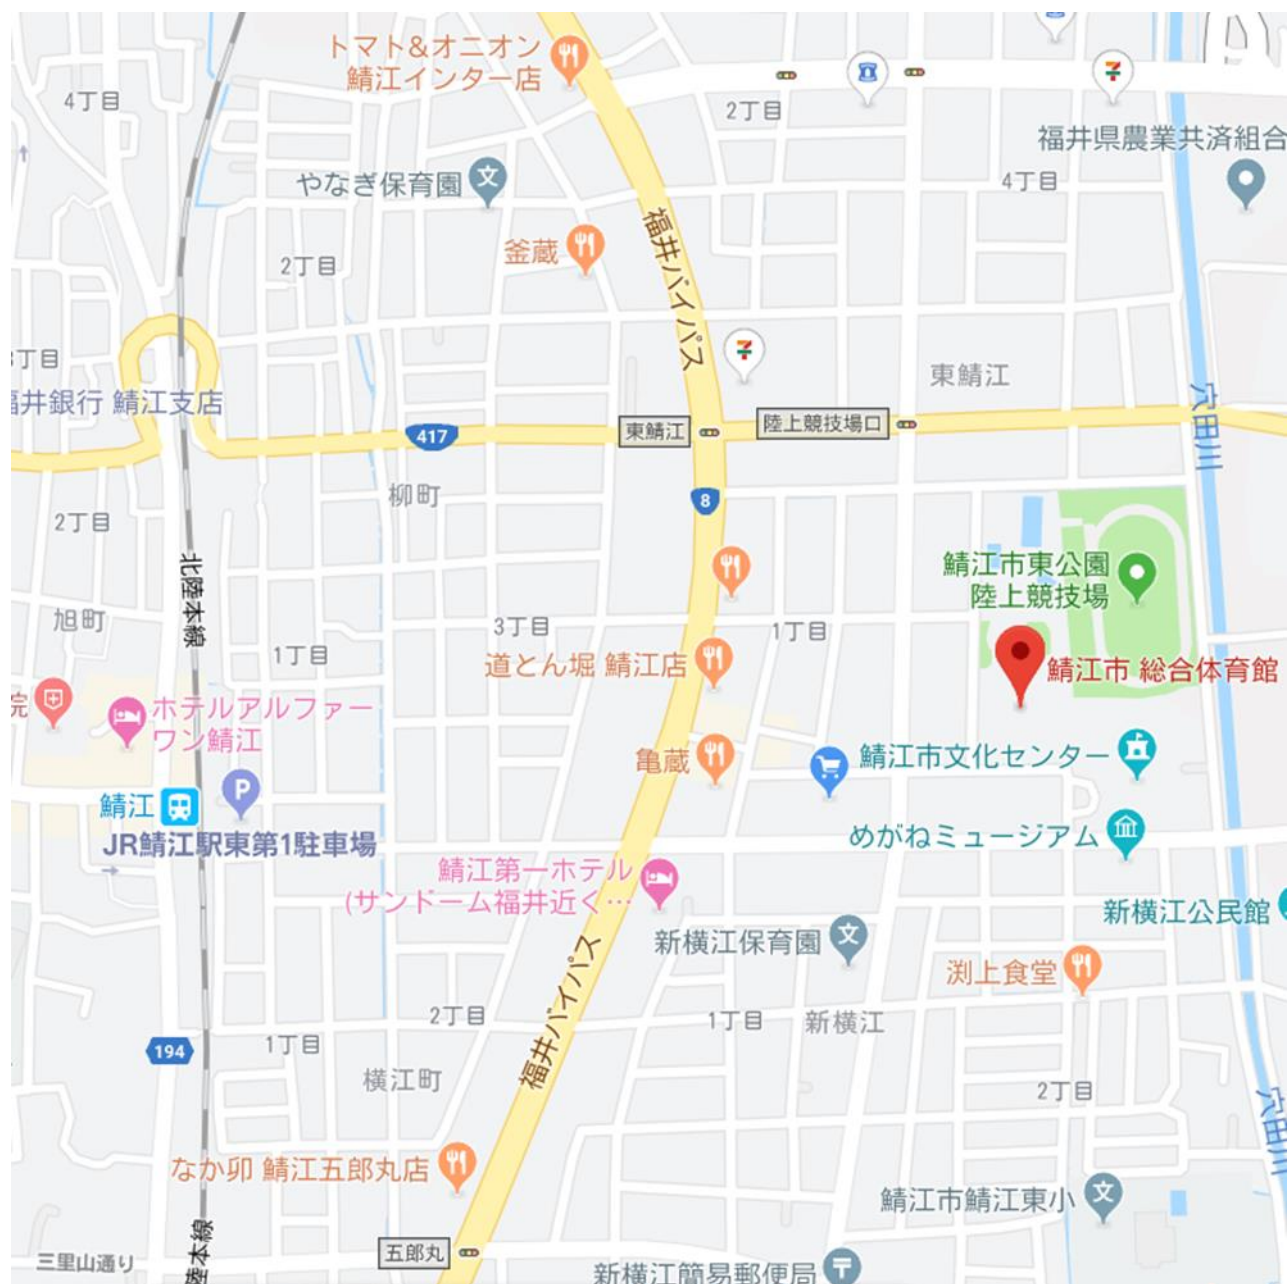 トマト&オニオン
鯖江インター店
4丁目
2丁目
福井県農業共済組合
やなぎ保育園
4丁目
福井バイパス
釜蔵
2丁目
3丁目
東鯖江
福井銀行 鯖江支店
穴田川
東鯖江
陸上競技場口
417
柳町
8
2丁目
北陸本線
鯖江市東公園
陸上競技場
旭町
3丁目
1丁目
1丁目
道とん堀 鯖江店
鯖江市 総合体育館
院
ホテルアルファー
ワン鯖江
亀蔵
鯖江市文化センター
鯖江
P
JR鯖江駅東第1駐車場
めがねミュージアム
鯖江第一ホテル
(サンドーム福井近く…
新横江公民館
新横江保育園
渕上食堂
福井バイパス
2丁目
1丁目
新横江
194
1丁目
横江町
2丁目
穴田川
なか卯 鯖江五郎丸店
鯖江市鯖江東小
陸本線
三里山通り
五郎丸
新横江簡易郵便局